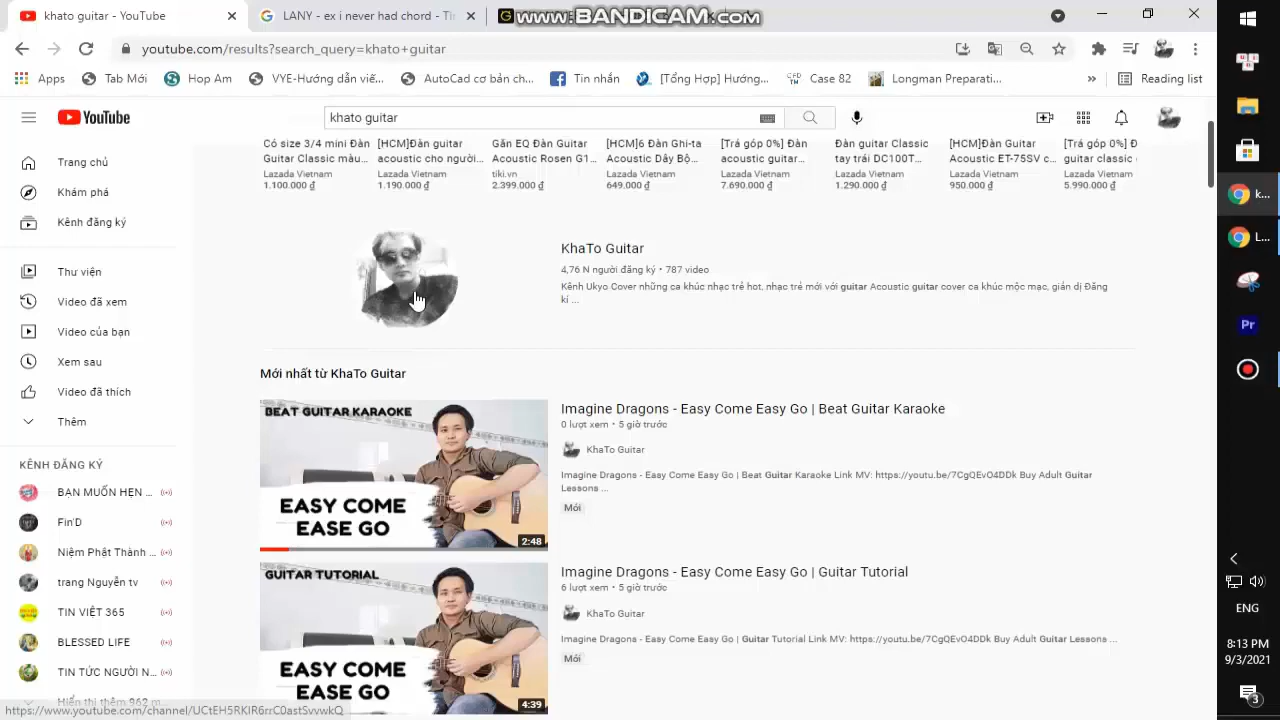 khato guitar - YouTube
LANY - ex i never had chord - Ti
www.BANDICAM.com
youtube.com/results?search_query=khato+guitar
Apps
Tab Mới
Hop Am
VYE-Hướng dẫn viê...
AutoCad cơ bản ch...
Tin nhắn
[Tổng Hợp] Hướng...
Case 82
Longman Preparati...
»
Reading list
YouTube
khato guitar
Có size 3/4 mini Đàn
Guitar Classic màu...
Lazada Vietnam
1.100.000 ₫
[HCM]Đàn guitar
acoustic cho người...
Lazada Vietnam
1.190.000 ₫
Gắn EQ Đàn Guitar
Acoustic Rosen G1...
tiki.vn
2.399.000 ₫
[HCM]6 Đàn Ghi-ta
Acoustic Dây Bộ...
Lazada Vietnam
649.000 ₫
[Trả góp 0%] Đàn
acoustic guitar...
Lazada Vietnam
7.690.000 ₫
Đàn guitar Classic
tay trái DC100T...
Lazada Vietnam
1.290.000 ₫
[HCM]Đàn Guitar
Acoustic ET-75SV c...
Lazada Vietnam
950.000 ₫
[Trả góp 0%] Đàn
guitar classic
Lazada Vietnam
5.990.000 ₫
Trang chủ
Khám phá
Kênh đăng ký
Thư viện
Video đã xem
Video của bạn
Xem sau
Video đã thích
Thêm
KÊNH ĐĂNG KÝ
BẠN MUỐN HẸN ...
Fin'D
Niệm Phật Thành ...
trang Nguyễn tv
TIN VIỆT 365
BLESSED LIFE
TIN TỨC NGƯỜI N...
Hiển thị thêm 962 m
https://www.youtube.com/channel/UCtEH5RKIR6rrC0astSvvwkQ
KhaTo Guitar
4,76 N người đăng ký • 787 video
Kênh Ukyo Cover những ca khúc nhạc trẻ hot, nhạc trẻ mới với guitar Acoustic guitar cover ca khúc mộc mạc, giản dị Đăng
kí ...
Mới nhất từ KhaTo Guitar
BEAT GUITAR KARAOKE
EASY COME
EASE GO
2:48
Imagine Dragons - Easy Come Easy Go | Beat Guitar Karaoke
0 lượt xem • 5 giờ trước
KhaTo Guitar
Imagine Dragons - Easy Come Easy Go | Beat Guitar Karaoke Link MV: https://youtu.be/7CgQEvO4DDk Buy Adult Guitar
Lessons ...
Mới
GUITAR TUTORIAL
EASY COME
EASE GO
4:39
Imagine Dragons - Easy Come Easy Go | Guitar Tutorial
6 lượt xem • 5 giờ trước
KhaTo Guitar
Imagine Dragons - Easy Come Easy Go | Guitar Tutorial Link MV: https://youtu.be/7CgQEvO4DDk Buy Adult Guitar Lessons ...
Mới
k...
L...
Pr
ENG
8:13 PM
9/3/2021
3